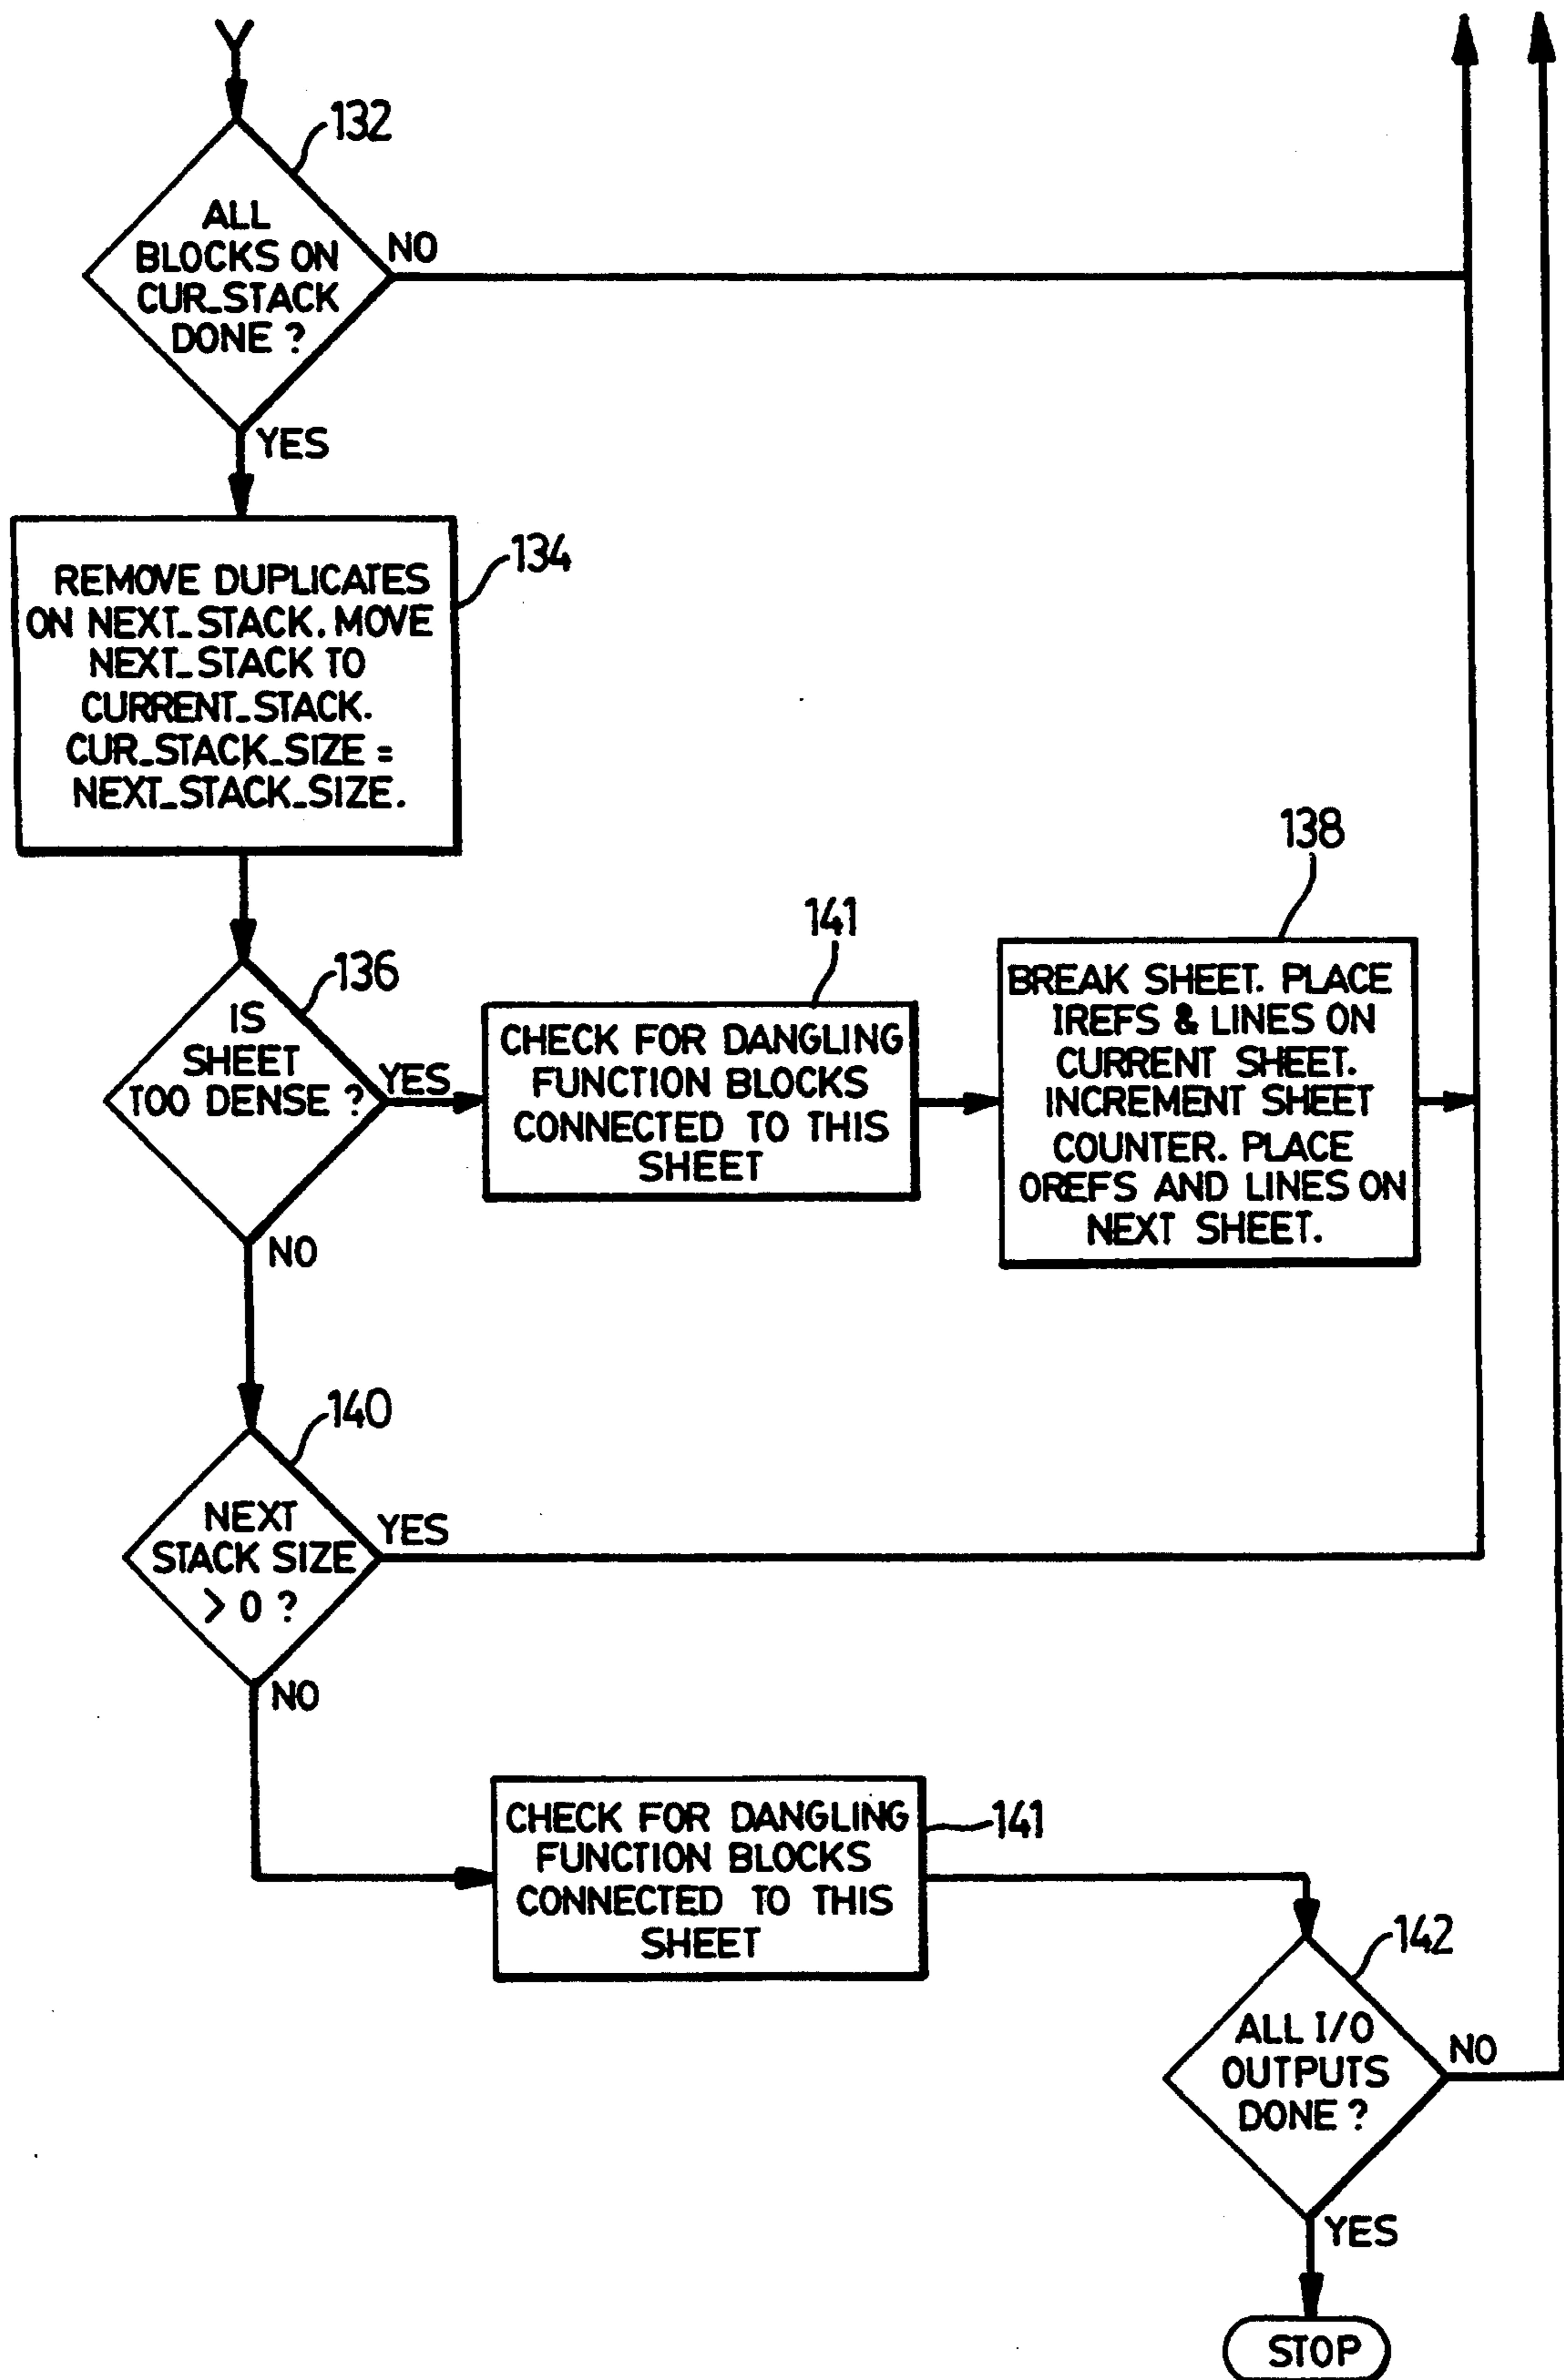 Y
132
ALL
BLOCKS ON
CUR_STACK
DONE ?
NO
YES
134
REMOVE DUPLICATES
ON NEXT_STACK. MOVE
NEXT_STACK TO
CURRENT_STACK.
CUR_STACK_SIZE =
NEXT_STACK_SIZE.
136
IS
SHEET
TOO DENSE ?
YES
NO
141
CHECK FOR DANGLING
FUNCTION BLOCKS
CONNECTED TO THIS
SHEET
138
BREAK SHEET. PLACE
IREFS & LINES ON
CURRENT SHEET.
INCREMENT SHEET
COUNTER. PLACE
OREFS AND LINES ON
NEXT SHEET.
140
NEXT
STACK SIZE
> 0 ?
YES
NO
CHECK FOR DANGLING
FUNCTION BLOCKS
CONNECTED TO THIS
SHEET
141
142
ALL I/O
OUTPUTS
DONE ?
NO
YES
STOP